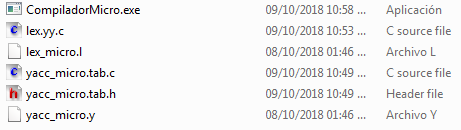 CompiladorMicro.exe 09/10/2018 10:58 ... Aplicación
lex.yy.c 09/10/2018 10:49 ... C source file
lex_micro.l 08/10/2018 01:46 ... Archivo L
yacc_micro.tab.c 09/10/2018 10:49 ... C source file
yacc_micro.tab.h 09/10/2018 10:49 ... Header file
yacc_micro.y 08/10/2018 01:46 ... Archivo Y